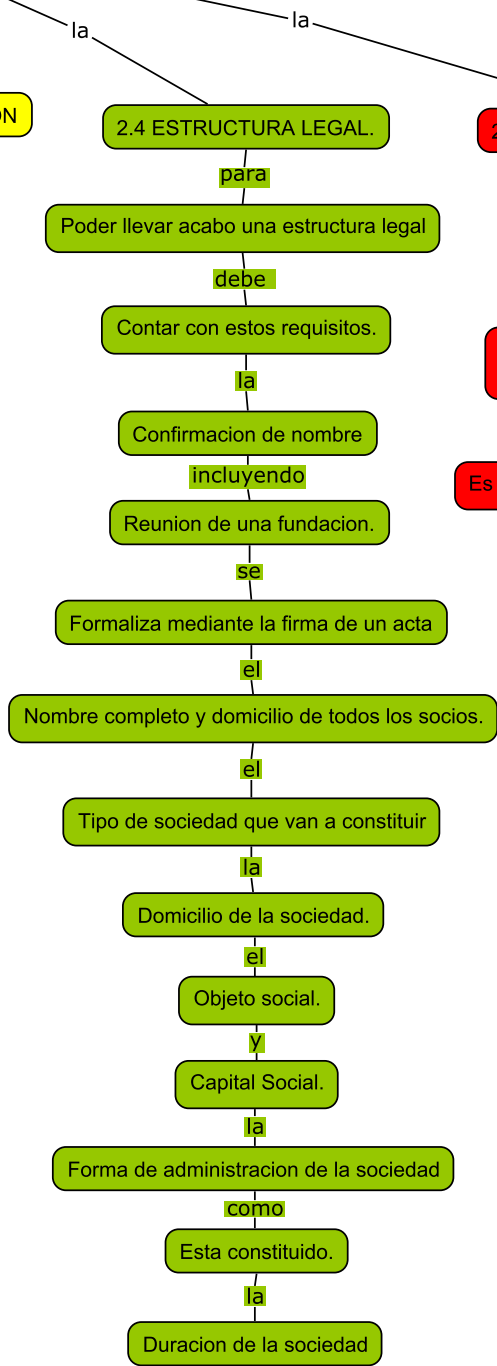 la
la
ON
2.4 ESTRUCTURA LEGAL.
2
para
Poder llevar acabo una estructura legal
debe
Contar con estos requisitos.
la
Confirmacion de nombre
incluyendo
Es
Reunion de una fundacion.
se
Formaliza mediante la firma de un acta
el
Nombre completo y domicilio de todos los socios.
el
Tipo de sociedad que van a constituir
la
Domicilio de la sociedad.
el
Objeto social.
y
Capital Social.
la
Forma de administracion de la sociedad
como
Esta constituido.
la
Duracion de la sociedad